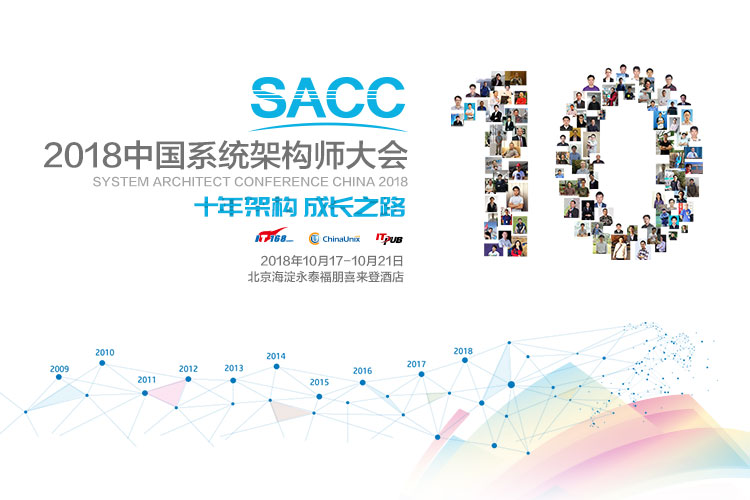 SACC
2018中国系统架构师大会
SYSTEM ARCHITECT CONFERENCE CHINA 2018
十年架构 成长之路
IT168.com ChinaUnix ITPUB
2018年10月17-10月21日
北京海淀永泰福朋喜来登酒店
10
2009
2010
2011
2012
2013
2014
2015
2016
2017
2018